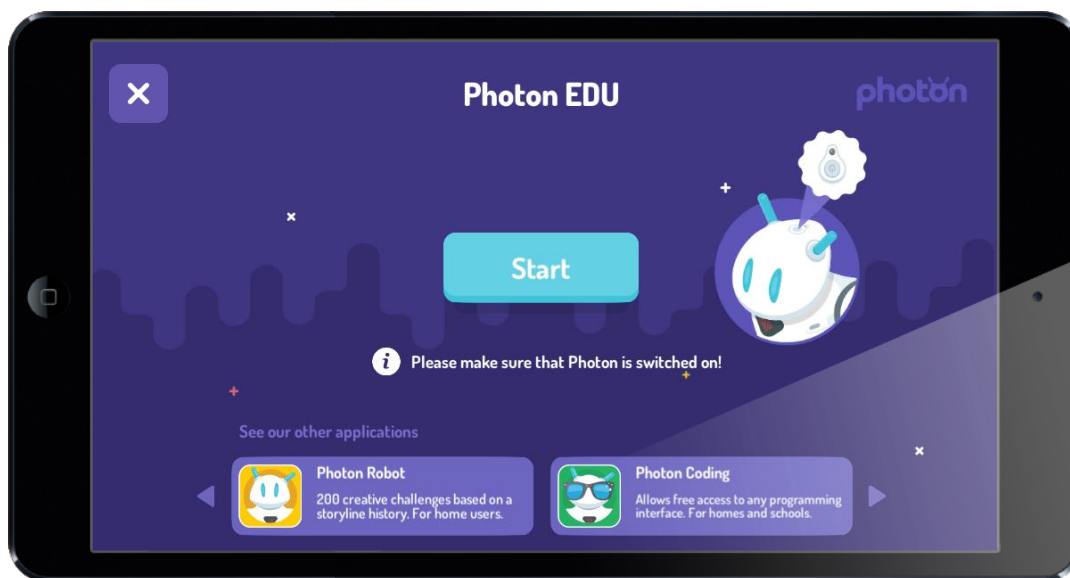 Photon EDU
photon
Start
i Please make sure that Photon is switched on!
See our other applications
Photon Robot
200 creative challenges based on a
storyline history. For home users.
Photon Coding
Allows free access to any programming
interface. For homes and schools.